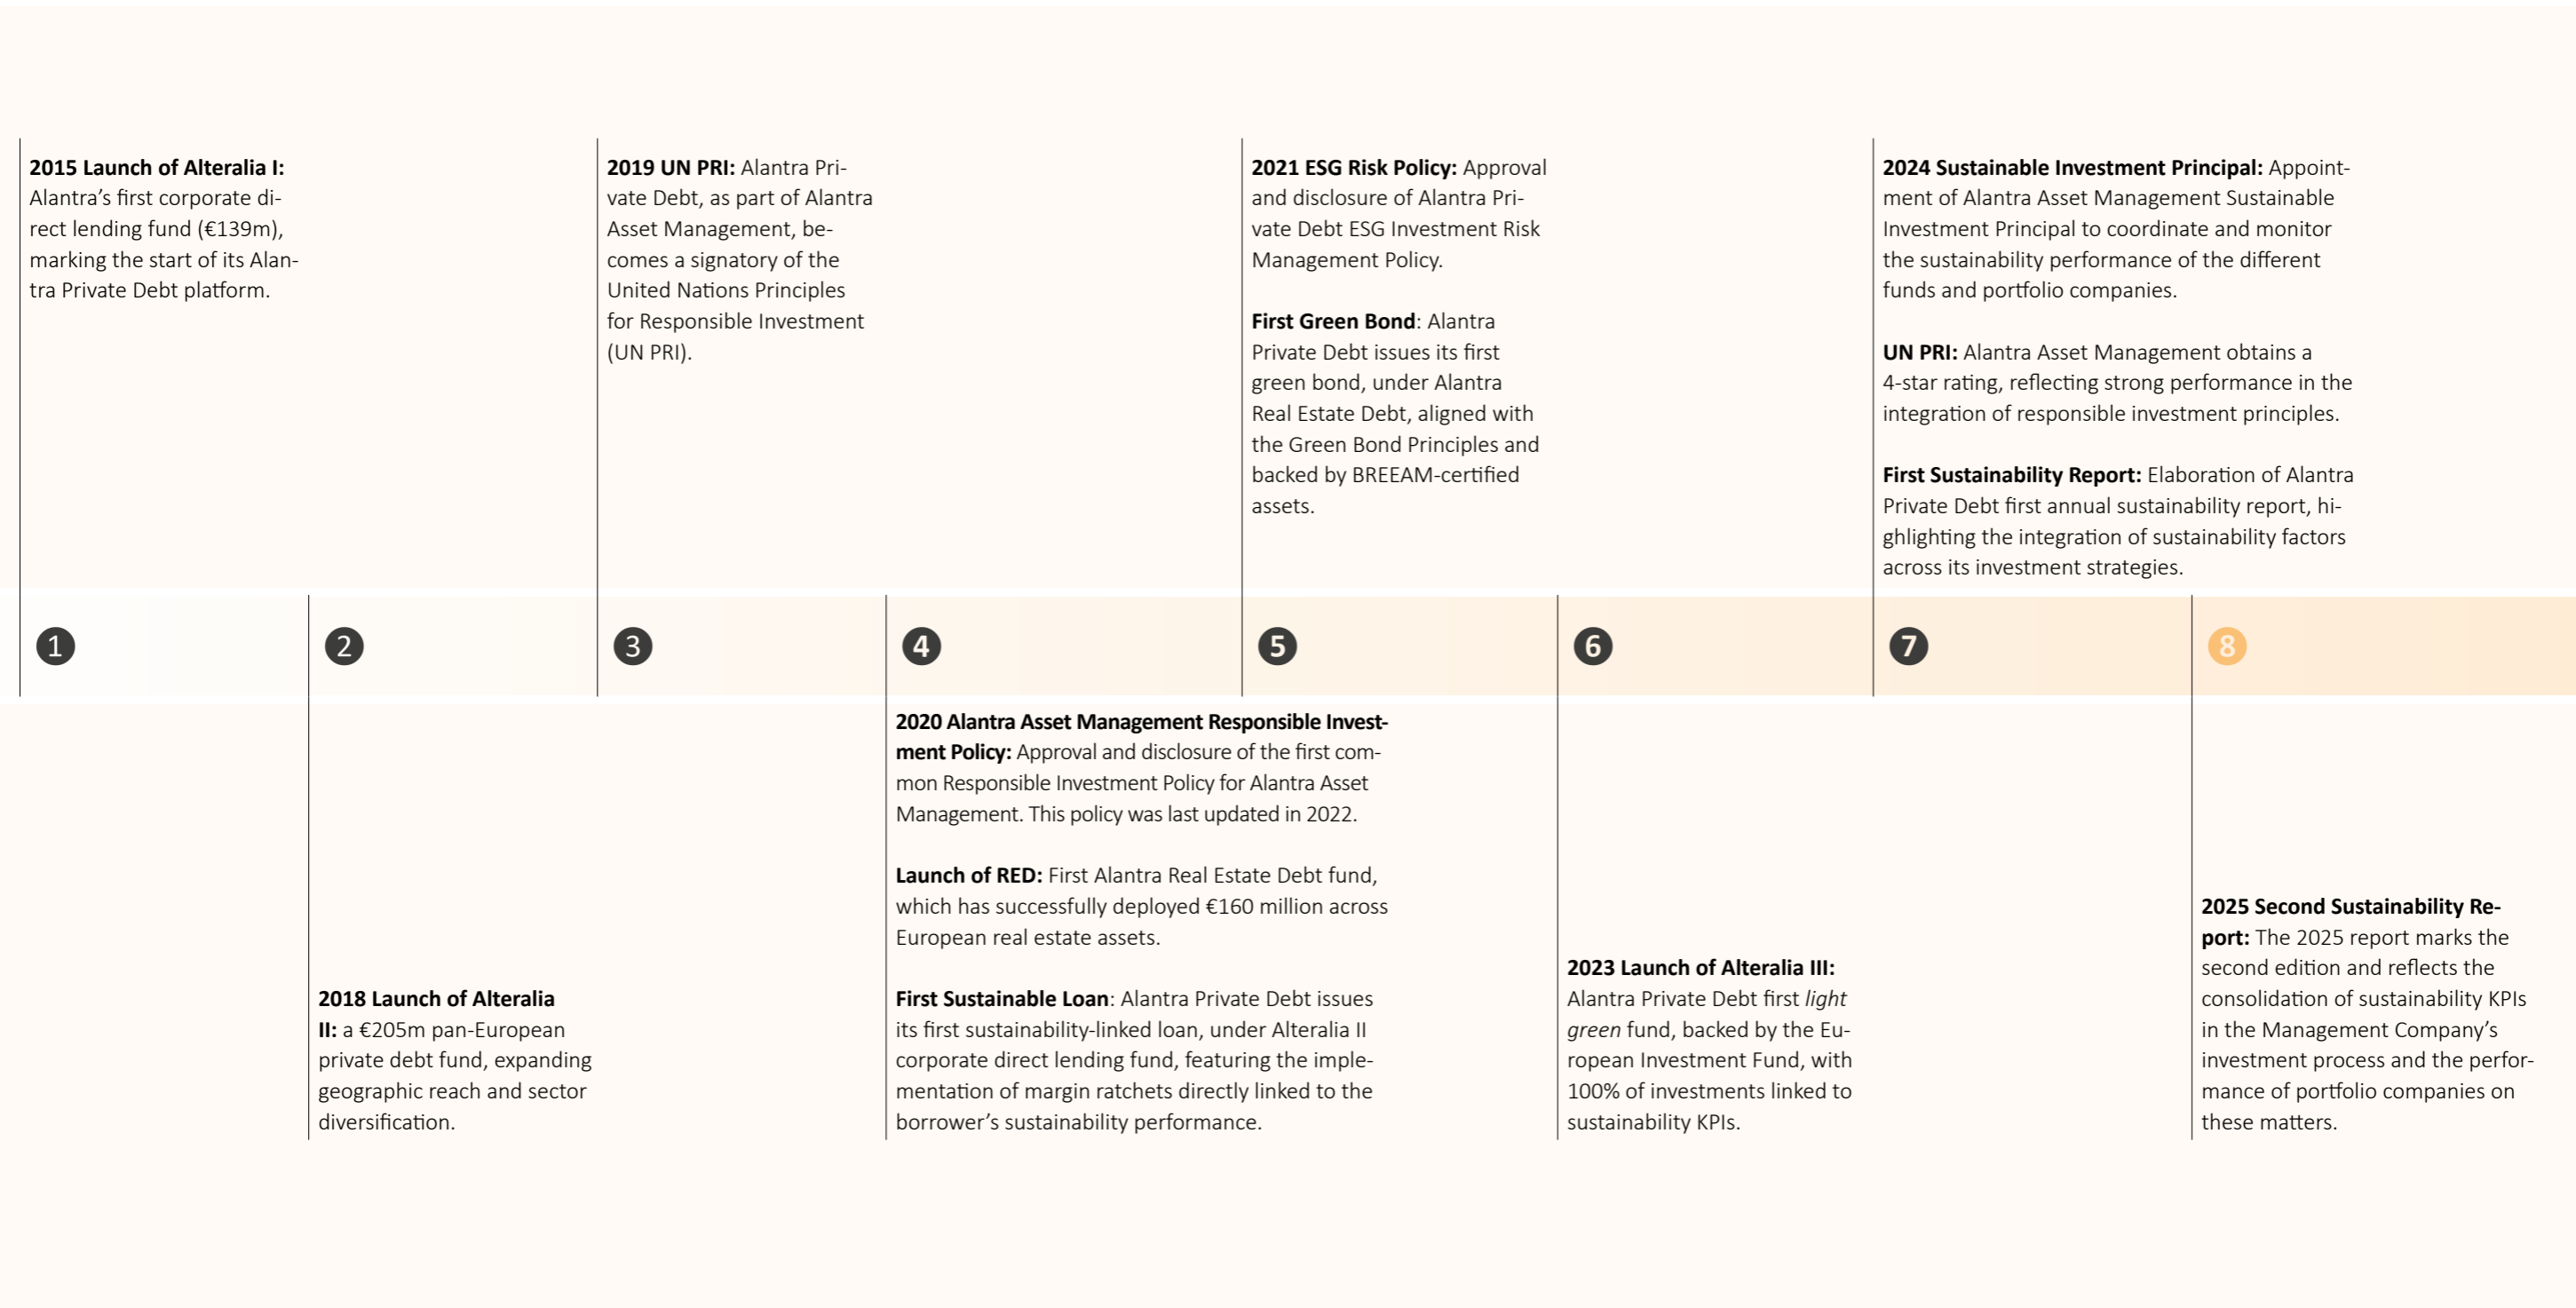 2015 Launch of Alteralia I:
Alantra’s first corporate di-
rect lending fund (€139m),
marking the start of its Alan-
tra Private Debt platform.
2019 UN PRI: Alantra Pri-
vate Debt, as part of Alantra
Asset Management, be-
comes a signatory of the
United Nations Principles
for Responsible Investment
(UN PRI).
2021 ESG Risk Policy: Approval
and disclosure of Alantra Pri-
vate Debt ESG Investment Risk
Management Policy.
First Green Bond: Alantra
Private Debt issues its first
green bond, under Alantra
Real Estate Debt, aligned with
the Green Bond Principles and
backed by BREEAM-certified
assets.
2024 Sustainable Investment Principal: Appoint-
ment of Alantra Asset Management Sustainable
Investment Principal to coordinate and monitor
the sustainability performance of the different
funds and portfolio companies.
UN PRI: Alantra Asset Management obtains a
4-star rating, reflecting strong performance in the
integration of responsible investment principles.
First Sustainability Report: Elaboration of Alantra
Private Debt first annual sustainability report, hi-
ghlighting the integration of sustainability factors
across its investment strategies.
1 2 3 4 5 6 7 8
2018 Launch of Alteralia
II: a €205m pan-European
private debt fund, expanding
geographic reach and sector
diversification.
2020 Alantra Asset Management Responsible Invest-
ment Policy: Approval and disclosure of the first com-
mon Responsible Investment Policy for Alantra Asset
Management. This policy was last updated in 2022.
Launch of RED: First Alantra Real Estate Debt fund,
which has successfully deployed €160 million across
European real estate assets.
First Sustainable Loan: Alantra Private Debt issues
its first sustainability-linked loan, under Alteralia II
corporate direct lending fund, featuring the imple-
mentation of margin ratchets directly linked to the
borrower’s sustainability performance.
2023 Launch of Alteralia III:
Alantra Private Debt first light
green fund, backed by the Eu-
ropean Investment Fund, with
100% of investments linked to
sustainability KPIs.
2025 Second Sustainability Re-
port: The 2025 report marks the
second edition and reflects the
consolidation of sustainability KPIs
in the Management Company’s
investment process and the perfor-
mance of portfolio companies on
these matters.